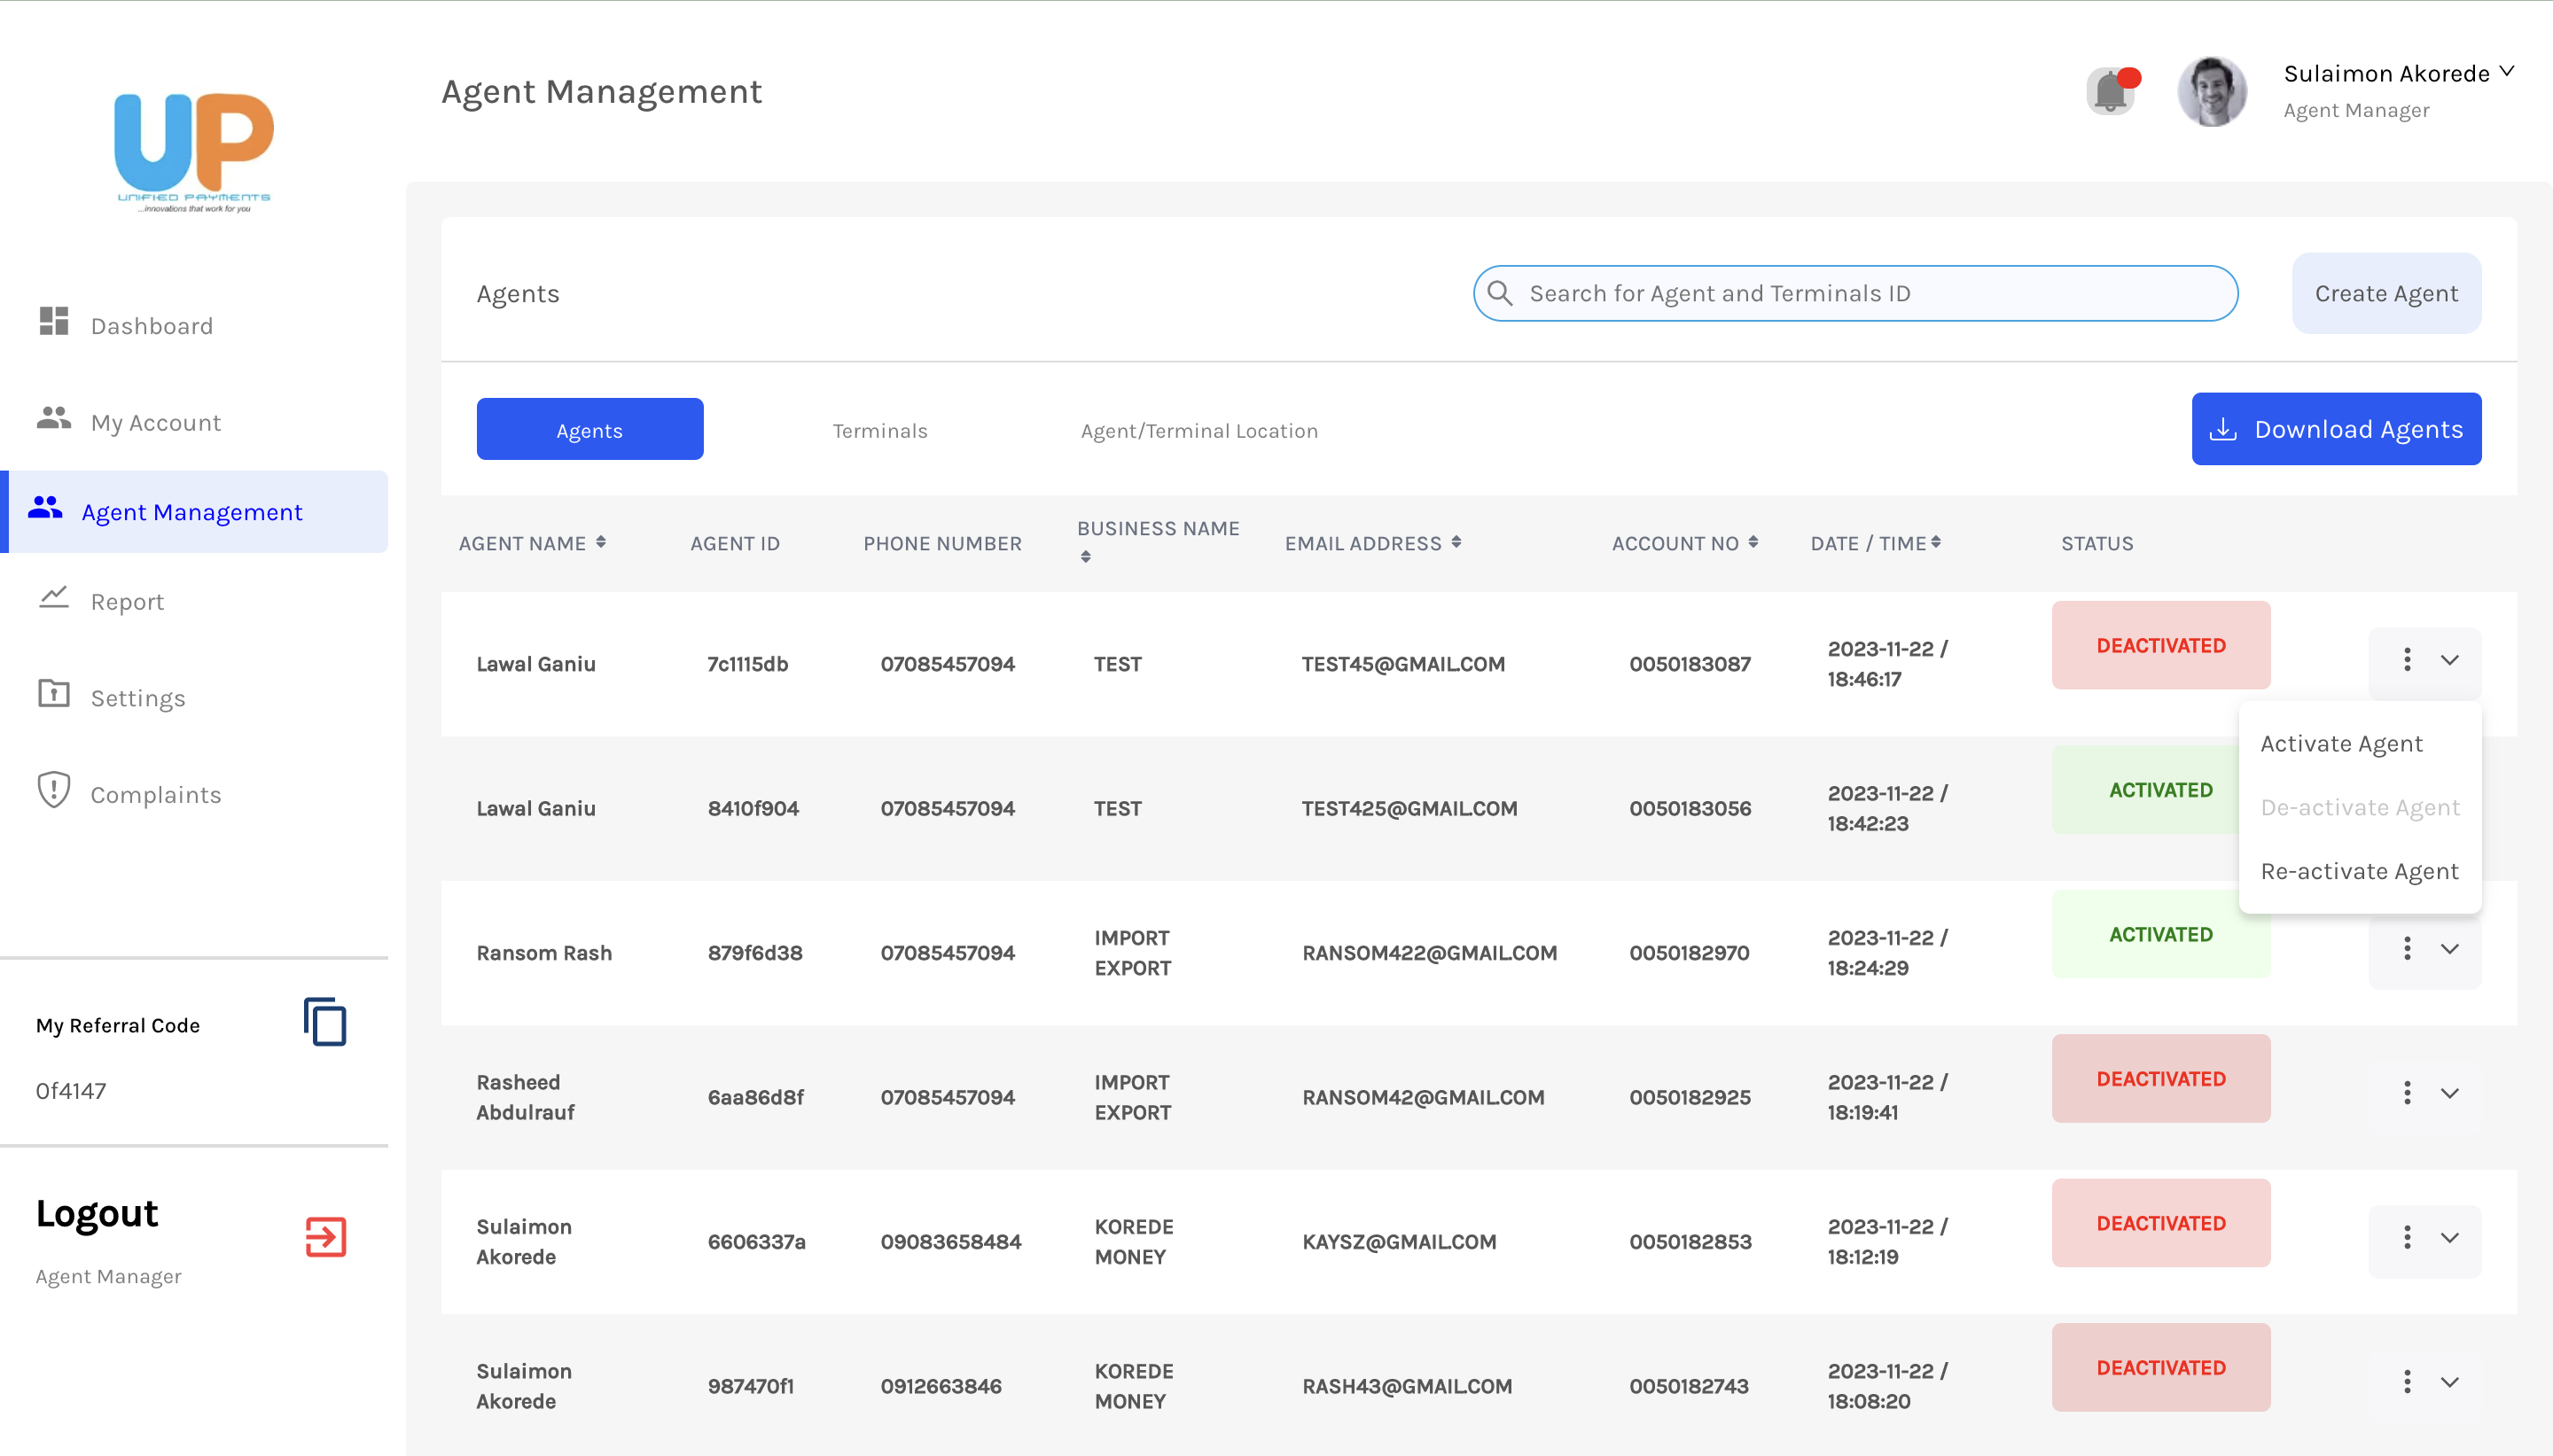 Agent Management
Sulaimon Akorede
Agent Manager
UP
UNIFIED PAYMENTS
...innovations that work for you
Dashboard
My Account
Agent Management
Report
Settings
Complaints
My Referral Code
0f4147
Logout
Agent Manager
Agents
Search for Agent and Terminals ID
Create Agent
Agents
Terminals
Agent/Terminal Location
Download Agents
AGENT NAME
AGENT ID
PHONE NUMBER
BUSINESS NAME
EMAIL ADDRESS
ACCOUNT NO
DATE / TIME
STATUS
Lawal Ganiu
7c1115db
07085457094
TEST
TEST45@GMAIL.COM
0050183087
2023-11-22 /
18:46:17
DEACTIVATED
Activate Agent
De-activate Agent
Re-activate Agent
Lawal Ganiu
8410f904
07085457094
TEST
TEST425@GMAIL.COM
0050183056
2023-11-22 /
18:42:23
ACTIVATED
Ransom Rash
879f6d38
07085457094
IMPORT
EXPORT
RANSOM422@GMAIL.COM
0050182970
2023-11-22 /
18:24:29
ACTIVATED
Rasheed
Abdulrauf
6aa86d8f
07085457094
IMPORT
EXPORT
RANSOM42@GMAIL.COM
0050182925
2023-11-22 /
18:19:41
DEACTIVATED
Sulaimon
Akorede
6606337a
09083658484
KOREDE
MONEY
KAYSZ@GMAIL.COM
0050182853
2023-11-22 /
18:12:19
DEACTIVATED
Sulaimon
Akorede
987470f1
0912663846
KOREDE
MONEY
RASH43@GMAIL.COM
0050182743
2023-11-22 /
18:08:20
DEACTIVATED